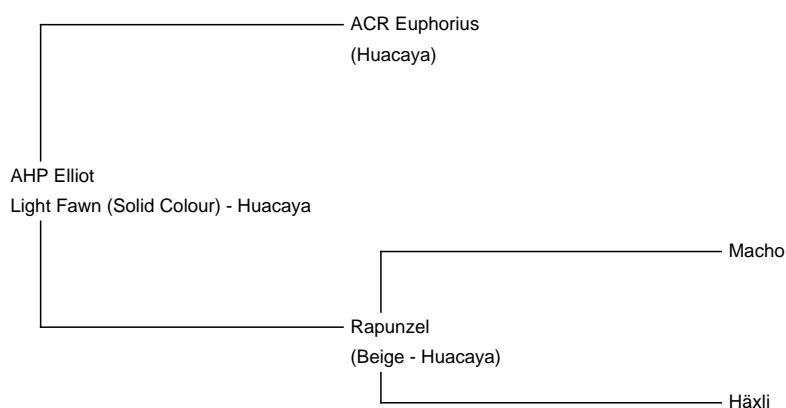 ACR Euphorius
(Huacaya)
AHP Elliot
Light Fawn (Solid Colour) - Huacaya
Macho
Rapunzel
(Beige - Huacaya)
Häxli